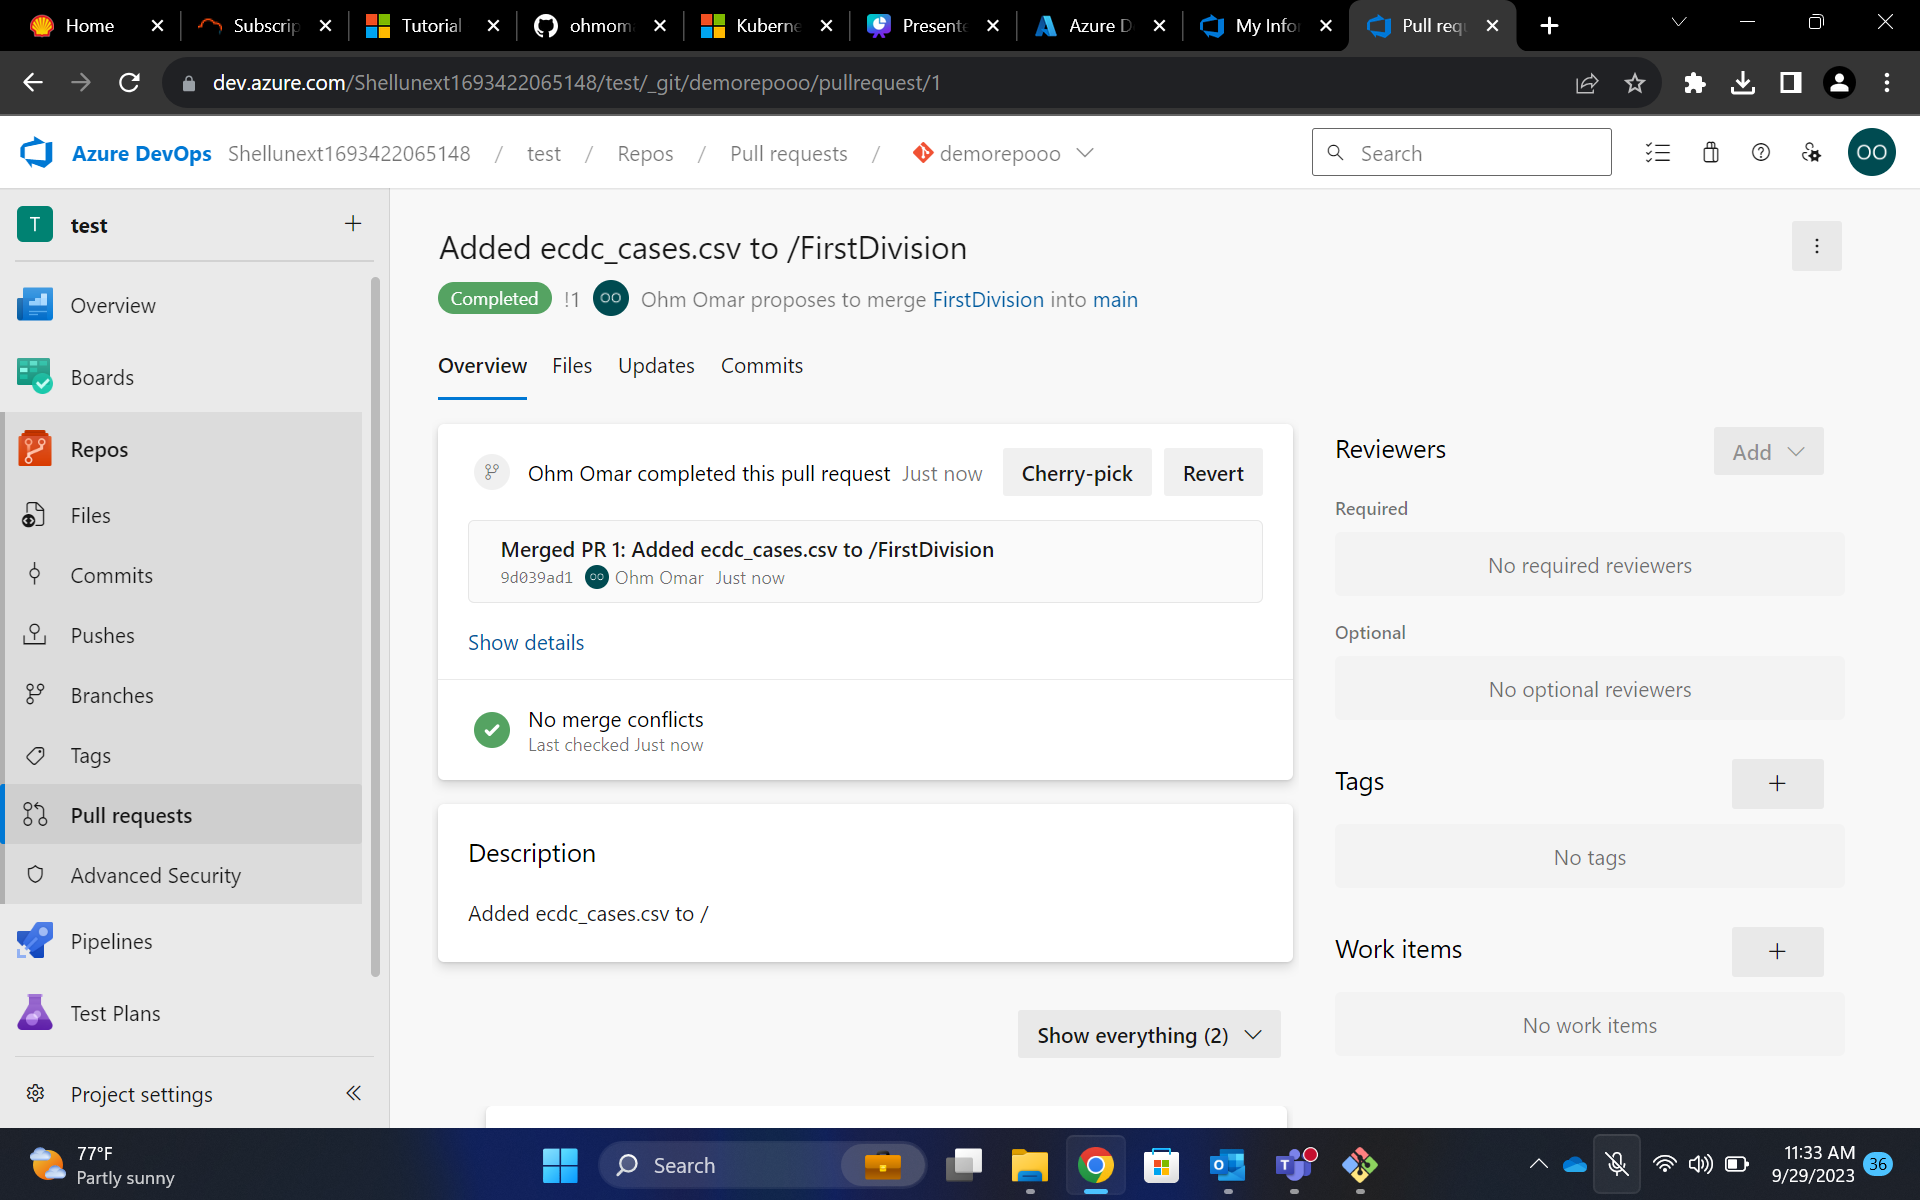 Home
Subscrip
Tutorial
ohmom
Kuberne
Presente
Azure D
My Info
Pull req
dev.azure.com/Shellunext1693422065148/test/_git/demorepooo/pullrequest/1
Azure DevOps Shellunext1693422065148 / test / Repos / Pull requests / demorepooo
Search
OO
T test
Overview
Boards
Repos
Files
Commits
Pushes
Branches
Tags
Pull requests
Advanced Security
Pipelines
Test Plans
Project settings
Added ecdc_cases.csv to /FirstDivision
Completed !1 OO Ohm Omar proposes to merge FirstDivision into main
Overview Files Updates Commits
Ohm Omar completed this pull request Just now Cherry-pick Revert
Merged PR 1: Added ecdc_cases.csv to /FirstDivision
9d039ad1 OO Ohm Omar Just now
Show details
No merge conflicts
Last checked Just now
Description
Added ecdc_cases.csv to /
Show everything (2)
Reviewers Add
Required
No required reviewers
Optional
No optional reviewers
Tags
No tags
Work items
No work items
77°F
Partly sunny
Search
11:33 AM
9/29/2023
36